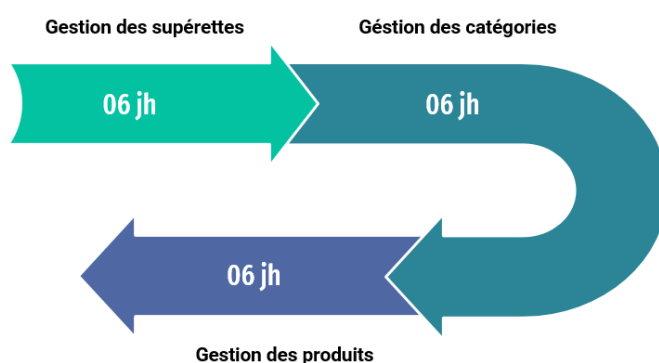 Gestion des supérettes
Géstion des catégories
06 jh
06 jh
06 jh
Gestion des produits